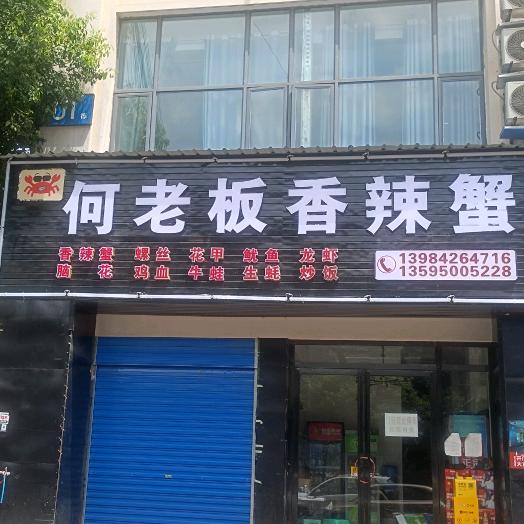 何老板香辣蟹
香辣蟹 螺丝 花甲 鱿鱼 龙虾
脑花 鸡血 牛蛙 生蚝 炒饭
13984264716
13595005228